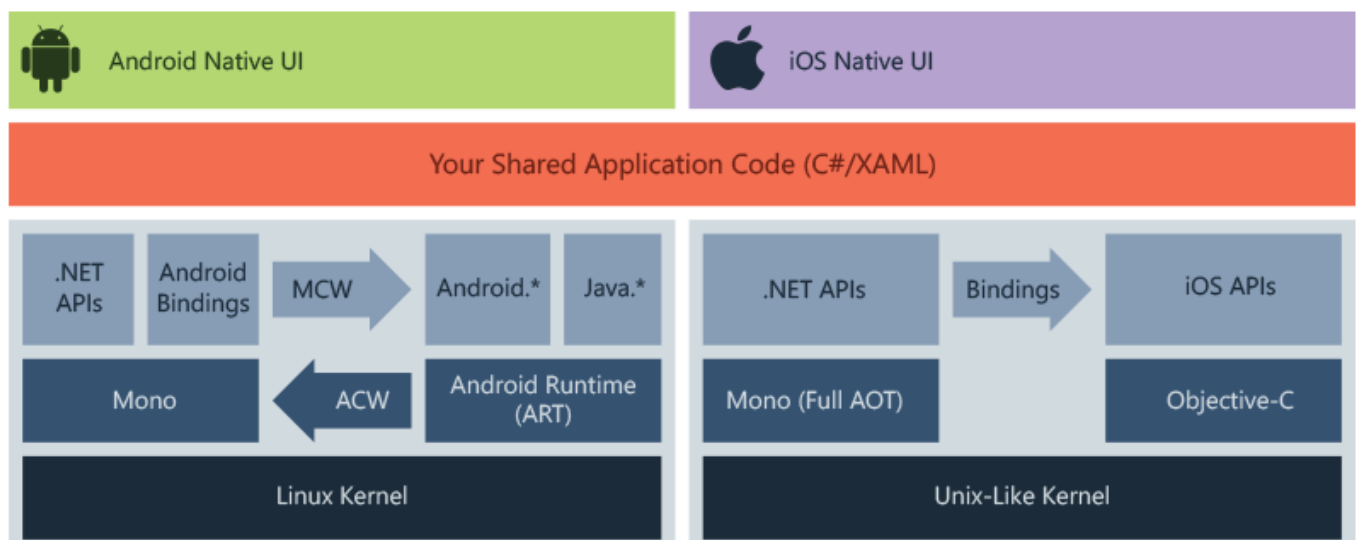 Android Native UI
iOS Native UI
Your Shared Application Code (C#/XAML)
.NET
APIs
Android
Bindings
MCW
Android.*
Java.*
.NET APIs
Bindings
iOS APIs
Mono
ACW
Android Runtime
(ART)
Mono (Full AOT)
Objective-C
Linux Kernel
Unix-Like Kernel